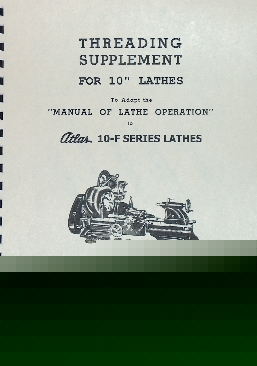 THREADING
SUPPLEMENT
FOR 10" LATHES
To Adapt the
"MANUAL OF LATHE OPERATION"
to
Atlas 10-F SERIES LATHES